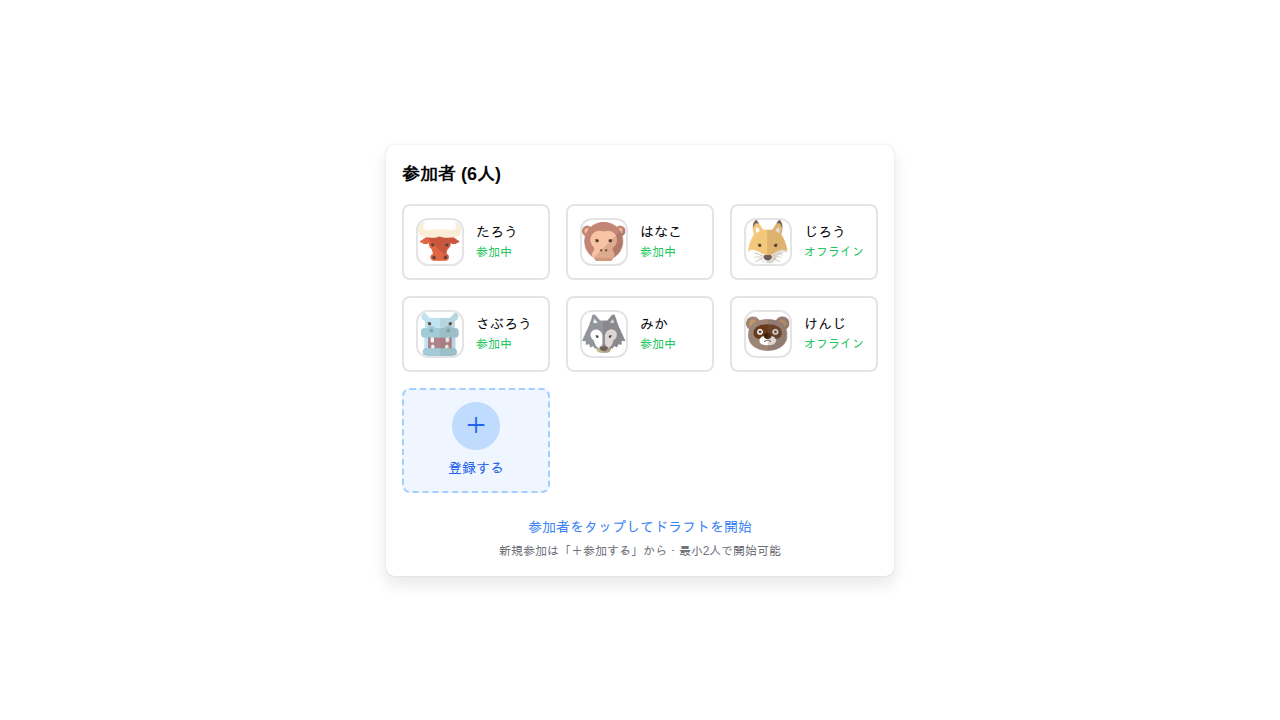 参加者 (6人)
たろう
参加中
はなこ
参加中
じろう
オフライン
さぶろう
参加中
みか
参加中
けんじ
オフライン
+
登録する
参加者をタップしてドラフトを開始
新規参加は「＋参加する」から · 最小2人で開始可能